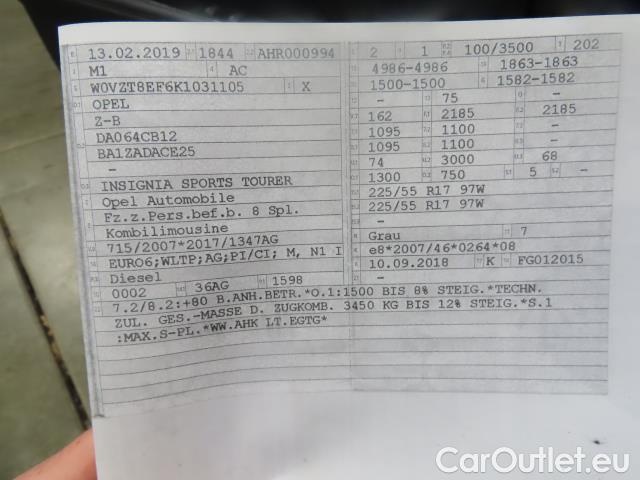 13.02.2019 1844 AHR000994 2 1 100/3500 202
M1 AC 4986-4986 1863-1863
W0VZT8EF6K1031105 X 1500-1500 1582-1582
OPEL - 75 -
Z-B 162 2185 2185
DA064CB12 1095 1100
BA1ZADACE25 1095 1100
- 74 3000 68
INSIGNIA SPORTS TOURER 1300 750 5 -
Opel Automobile 225/55 R17 97W
Fz.z.Pers.bef.b. 8 Spl. 225/55 R17 97W
Kombilimousine -
715/2007*2017/1347AG Grau 7
EURO6;WLTP;AG;PI/CI; M, N1 I e8*2007/46*0264*08
Diesel 10.09.2018 K FG012015
0002 36AG 1598
7.2/8.2:+80 B.ANH.BETR.*O.1:1500 BIS 8% STEIG.*TECHN.
ZUL. GES.-MASSE D. ZUGKOMB. 3450 KG BIS 12% STEIG.*S.1
:MAX.S-PL.*WW.AHK LT.EGTG*
CarOutlet.eu